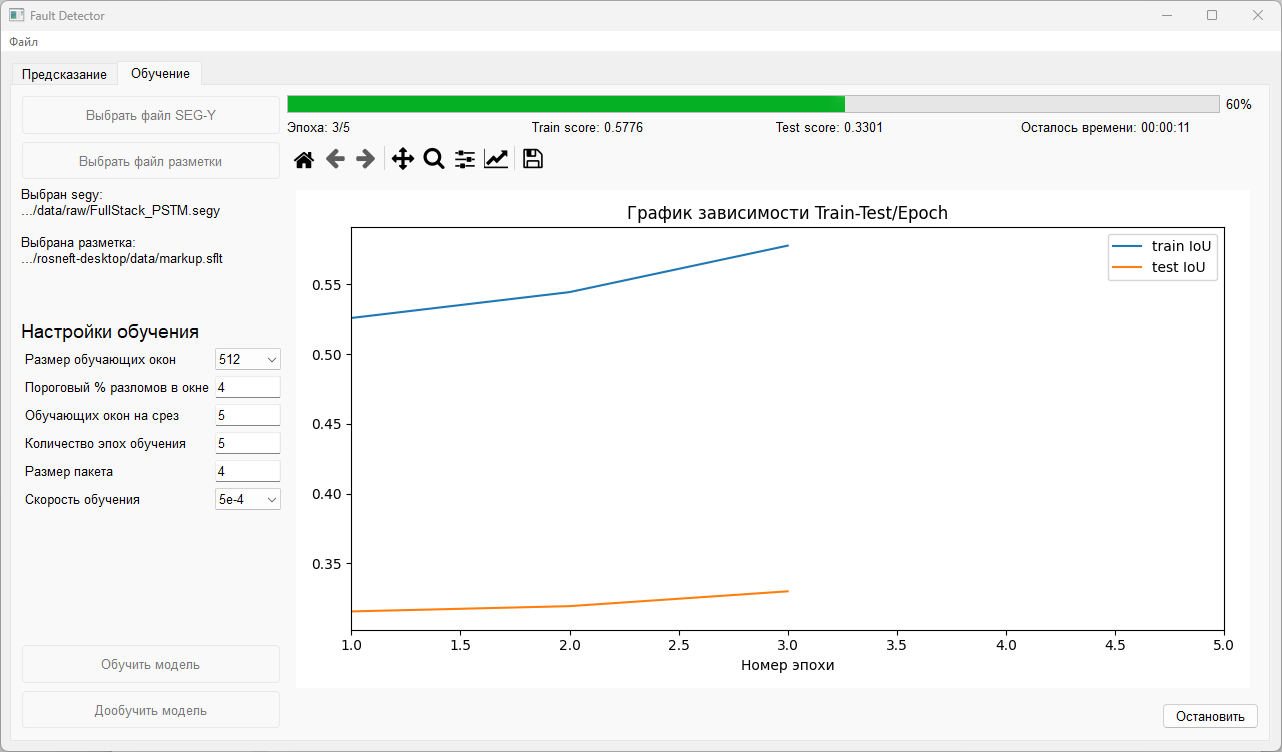 Fault Detector
Файл
Предсказание
Обучение
Выбрать файл SEG-Y
Выбрать файл разметки
Выбран segy:
.../data/raw/FullStack_PSTM.segy
Выбрана разметка:
.../rosneft-desktop/data/markup.sflt
Настройки обучения
Размер обучающих окон 512
Пороговый % разломов в окне 4
Обучающих окон на срез 5
Количество эпох обучения 5
Размер пакета 4
Скорость обучения 5e-4
Обучить модель
Дообучить модель
60%
Эпоха: 3/5 Train score: 0.5776 Test score: 0.3301 Осталось времени: 00:00:11
График зависимости Train-Test/Epoch
train IoU
test IoU
0.55
0.50
0.45
0.40
0.35
1.0 1.5 2.0 2.5 3.0 3.5 4.0 4.5 5.0
Номер эпохи
Остановить